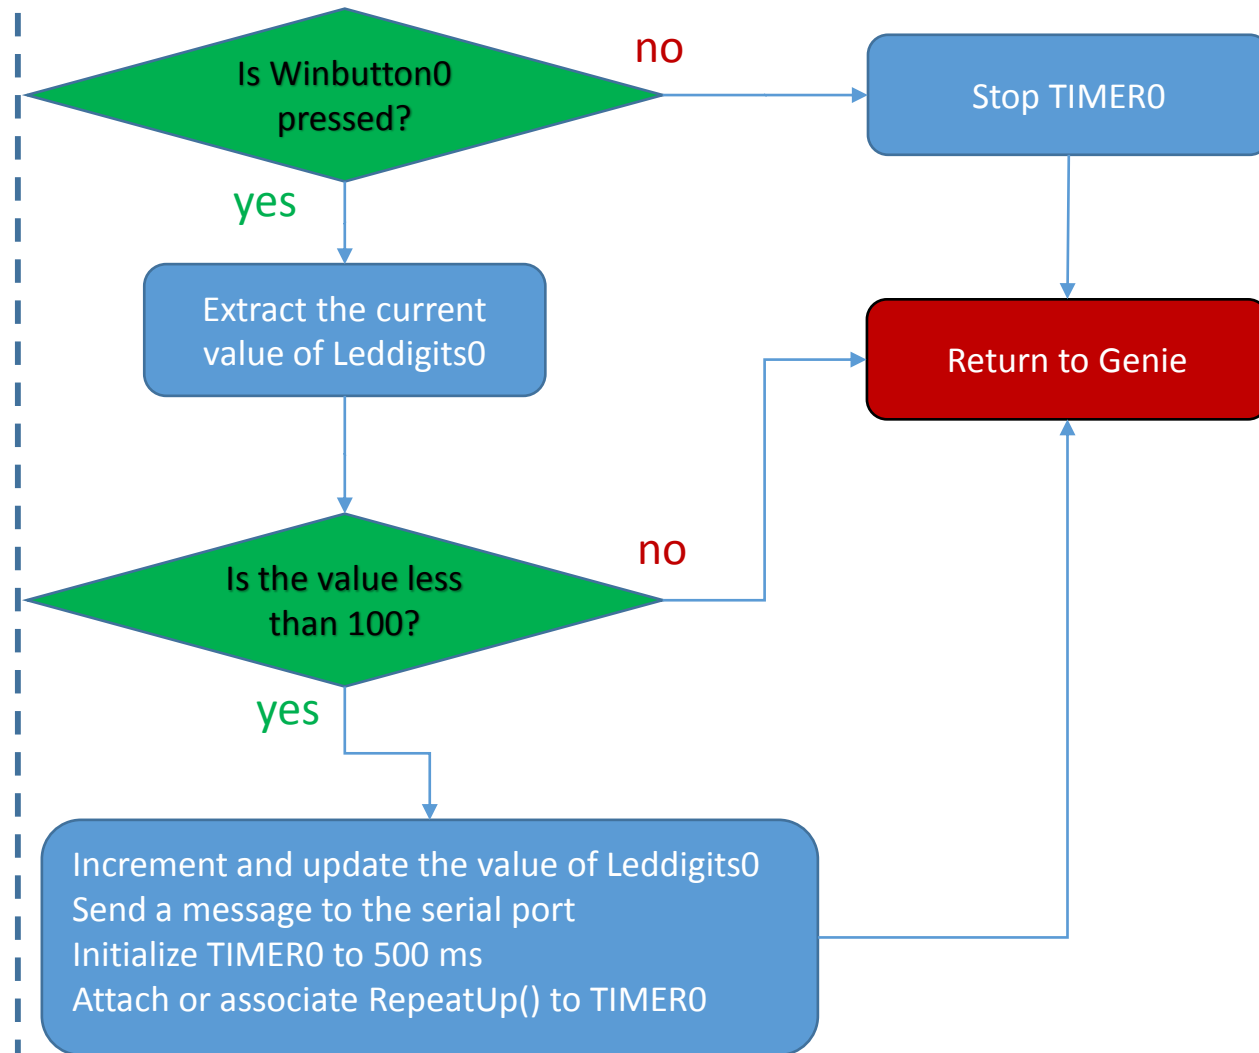 Is Winbutton0
pressed?
no
Stop TIMER0
yes
Extract the current
value of Leddigits0
Return to Genie
Is the value less
than 100?
no
yes
Increment and update the value of Leddigits0
Send a message to the serial port
Initialize TIMER0 to 500 ms
Attach or associate RepeatUp() to TIMER0